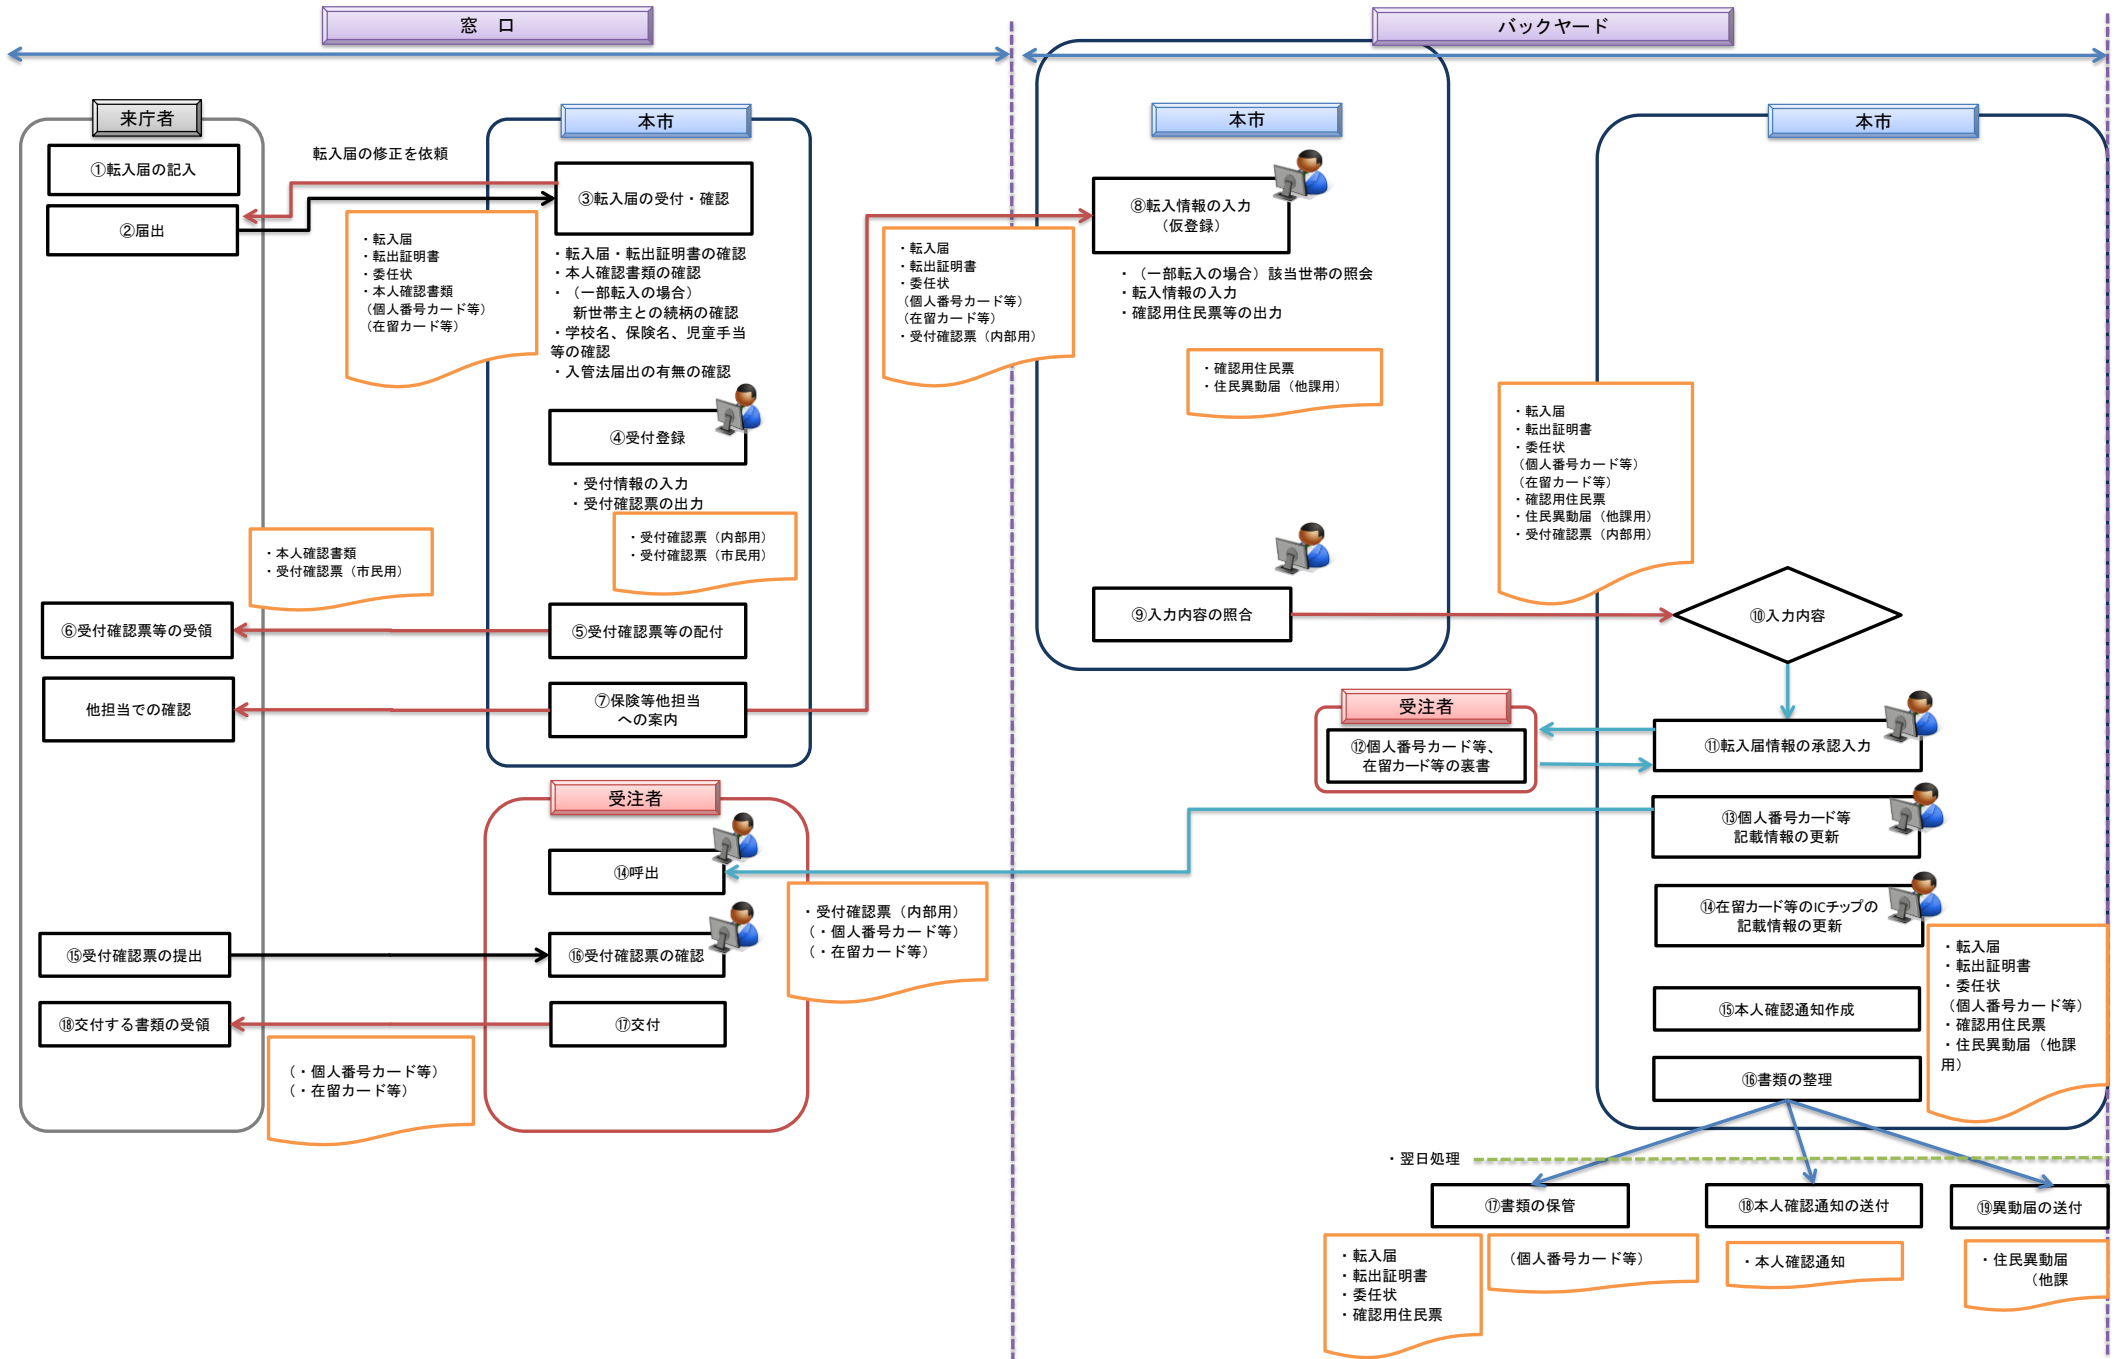 窓　口
バックヤード
来庁者
本市
本市
本市
①転入届の記入
②届出
転入届の修正を依頼
・転入届
・転出証明書
・委任状
・本人確認書類
（個人番号カード等）
（在留カード等）
③転入届の受付・確認
・転入届・転出証明書の確認
・本人確認書類の確認
・（一部転入の場合）
新世帯主との続柄の確認
・学校名、保険名、児童手当
等の確認
・入管法届出の有無の確認
④受付登録
・受付情報の入力
・受付確認票の出力
・受付確認票（内部用）
・受付確認票（市民用）
・本人確認書類
・受付確認票（市民用）
⑥受付確認票等の受領
⑤受付確認票等の配付
他担当での確認
⑦保険等他担当
への案内
・転入届
・転出証明書
・委任状
（個人番号カード等）
（在留カード等）
・受付確認票（内部用）
⑧転入情報の入力
（仮登録）
・（一部転入の場合）該当世帯の照会
・転入情報の入力
・確認用住民票等の出力
・確認用住民票
・住民異動届（他課用）
⑨入力内容の照合
・転入届
・転出証明書
・委任状
（個人番号カード等）
（在留カード等）
・確認用住民票
・住民異動届（他課用）
・受付確認票（内部用）
⑩入力内容
受注者
⑫個人番号カード等、
在留カード等の裏書
⑪転入届情報の承認入力
⑬個人番号カード等
記載情報の更新
⑭在留カード等のICチップの
記載情報の更新
⑮本人確認通知作成
⑯書類の整理
・転入届
・転出証明書
・委任状
（個人番号カード等）
・確認用住民票
・住民異動届（他課
用）
受注者
⑭呼出
・受付確認票（内部用）
（・個人番号カード等）
（・在留カード等）
⑮受付確認票の提出
⑯受付確認票の確認
⑱交付する書類の受領
⑰交付
（・個人番号カード等）
（・在留カード等）
・翌日処理
⑰書類の保管
⑱本人確認通知の送付
⑲異動届の送付
・転入届
・転出証明書
・委任状
・確認用住民票
（個人番号カード等）
・本人確認通知
・住民異動届
（他課